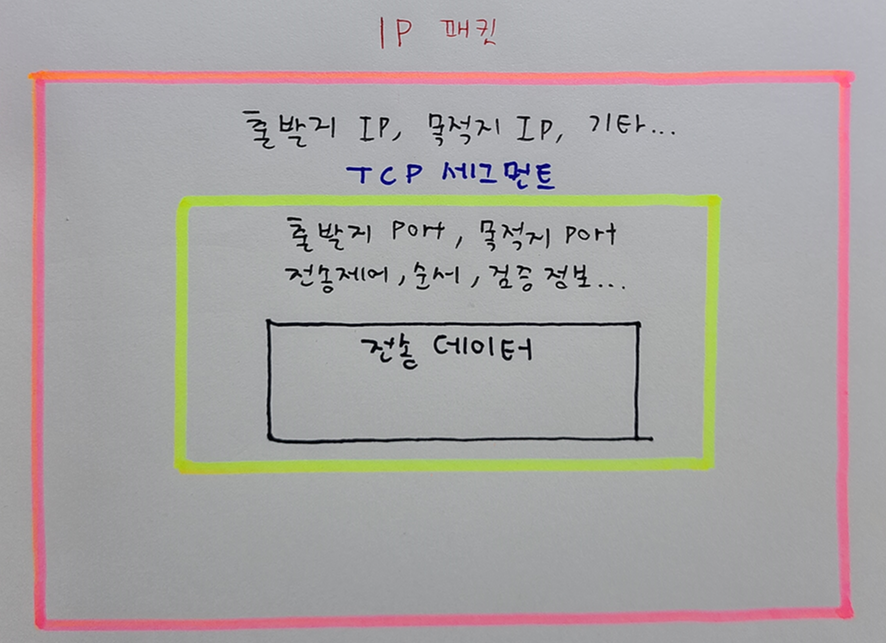 IP 패킷
출발지 IP, 목적지 IP, 기타...
TCP 세그먼트
출발지 Port, 목적지 Port
전송제어, 순서, 검증 정보...
전송 데이터